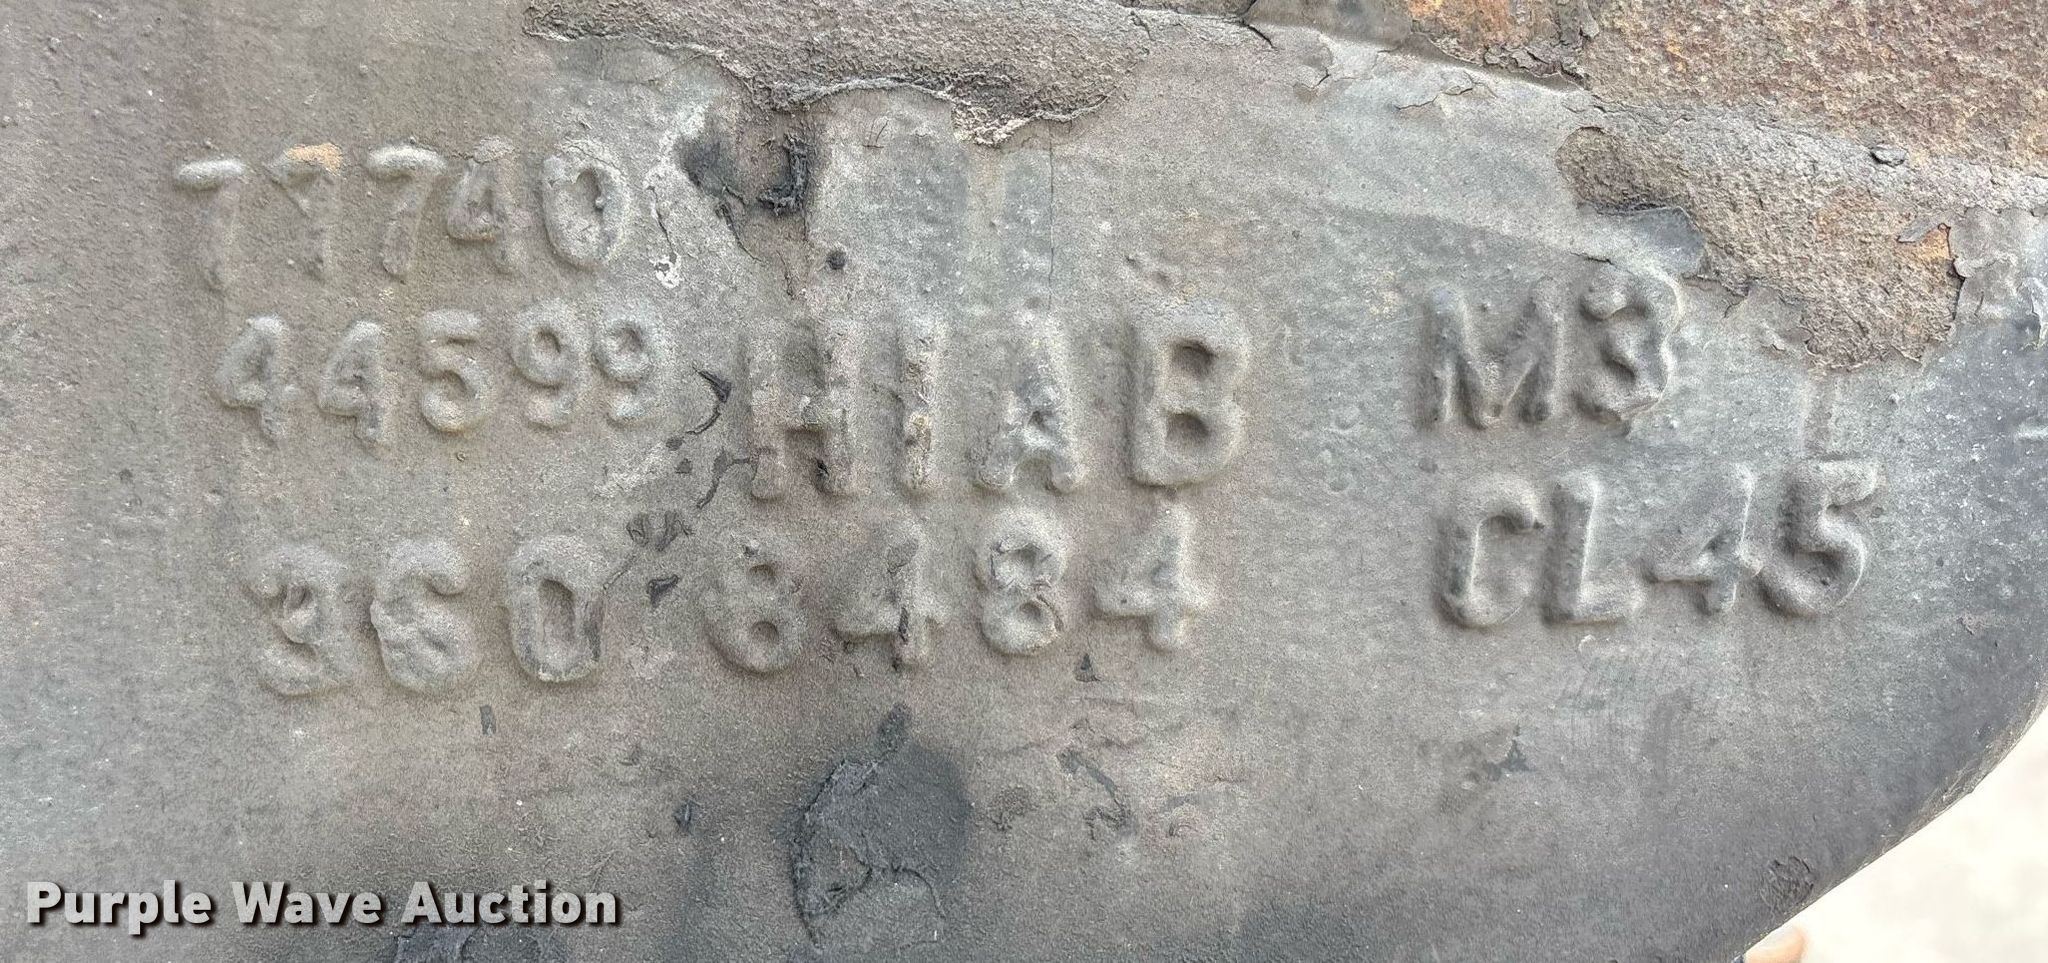 77740
44599 HIAB M3
360 8484 CL45
Purple Wave Auction